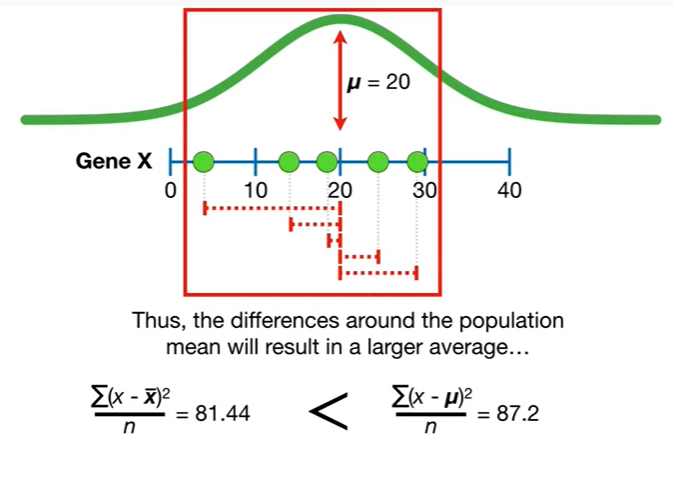 μ = 20
Gene X
0 10 20 30 40
Thus, the differences around the population
mean will result in a larger average…
∑(x - x̄)²/n = 81.44 < ∑(x - μ)²/n = 87.2